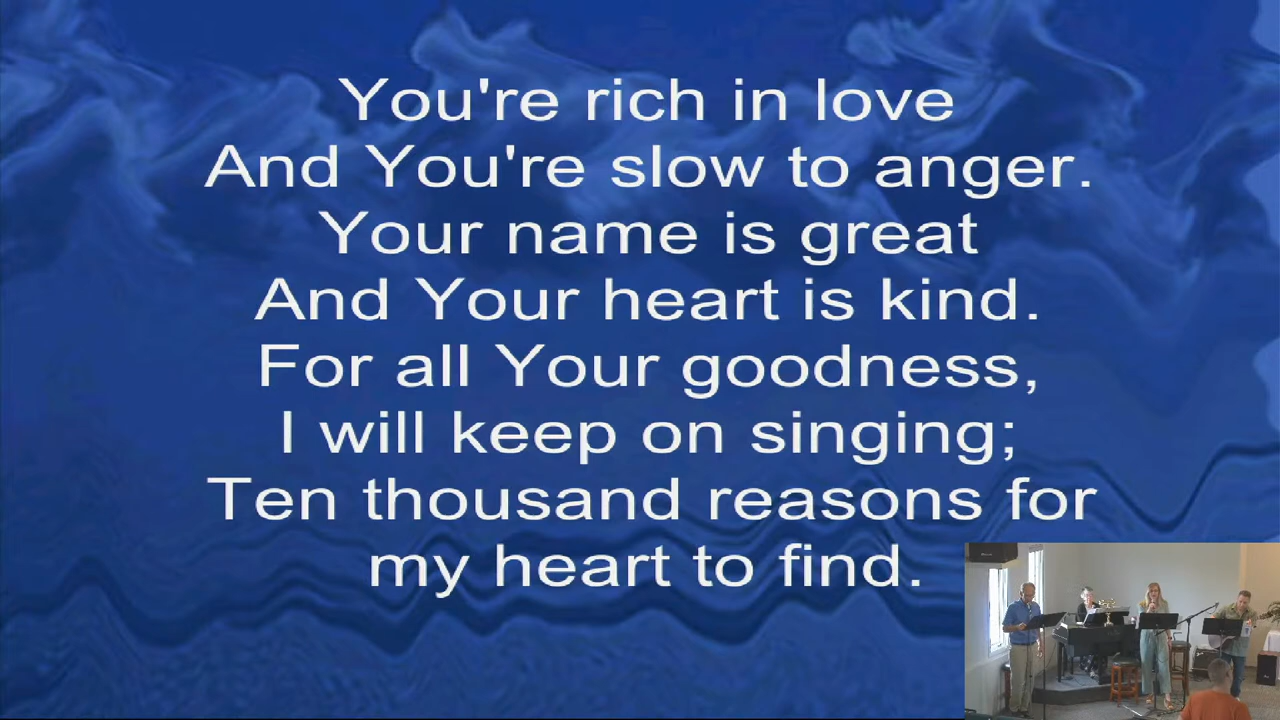 You're rich in love
And You're slow to anger.
Your name is great
And Your heart is kind.
For all Your goodness,
I will keep on singing;
Ten thousand reasons for
my heart to find.